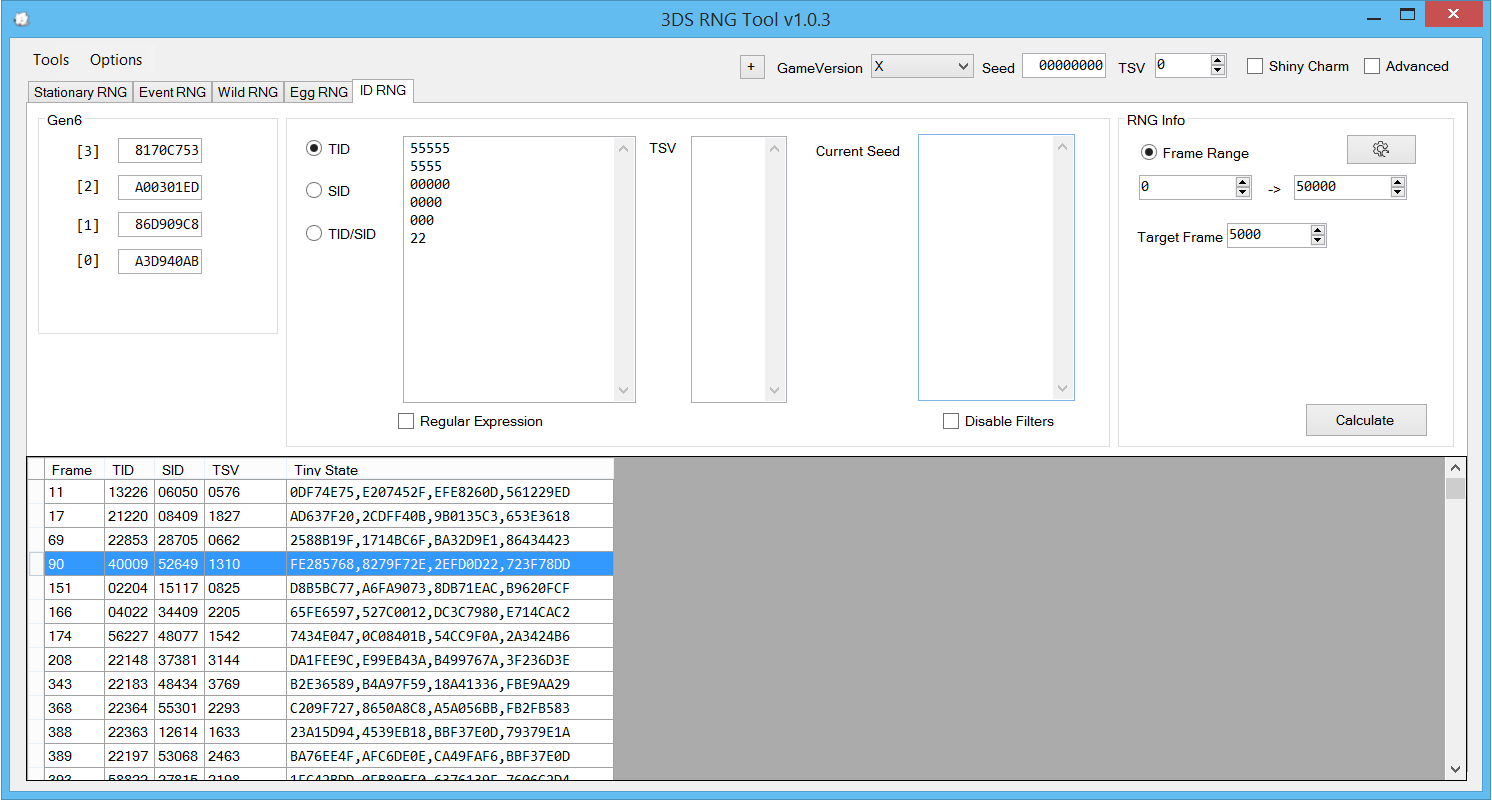 3DS RNG Tool v1.0.3
Tools Options
+ GameVersion X Seed 00000000 TSV 0 Shiny Charm Advanced
Stationary RNG Event RNG Wild RNG Egg RNG ID RNG
Gen6
[3] 8170C753
[2] A00301ED
[1] 86D909C8
[0] A3D940AB
TID
SID
TID/SID
55555
5555
00000
0000
000
22
Regular Expression
TSV
Current Seed
Disable Filters
RNG Info
Frame Range
0 -> 50000
Target Frame 5000
Calculate
Frame TID SID TSV Tiny State
11 13226 06050 0576 0DF74E75,E207452F,EFE8260D,561229ED
17 21220 08409 1827 AD637F20,2CDFF40B,9B0135C3,653E3618
69 22853 28705 0662 2588B19F,1714BC6F,BA32D9E1,86434423
90 40009 52649 1310 FE285768,8279F72E,2EFD0D22,723F78DD
151 02204 15117 0825 D8B5BC77,A6FA9073,8DB71EAC,B9620FCF
166 04022 34409 2205 65FE6597,527C0012,DC3C7980,E714CAC2
174 56227 48077 1542 7434E047,0C08401B,54CC9F0A,2A3424B6
208 22148 37381 3144 DA1FEE9C,E99EB43A,B499767A,3F236D3E
343 22183 48434 3769 B2E36589,B4A97F59,18A41336,FBE9AA29
368 22364 55301 2293 C209F727,8650A8C8,A5A056BB,FB2FB583
388 22363 12614 1633 23A15D94,4539EB18,BBF37E0D,79379E1A
389 22197 53068 2463 BA76EE4F,AFC6DE0E,CA49FAF6,BBF37E0D